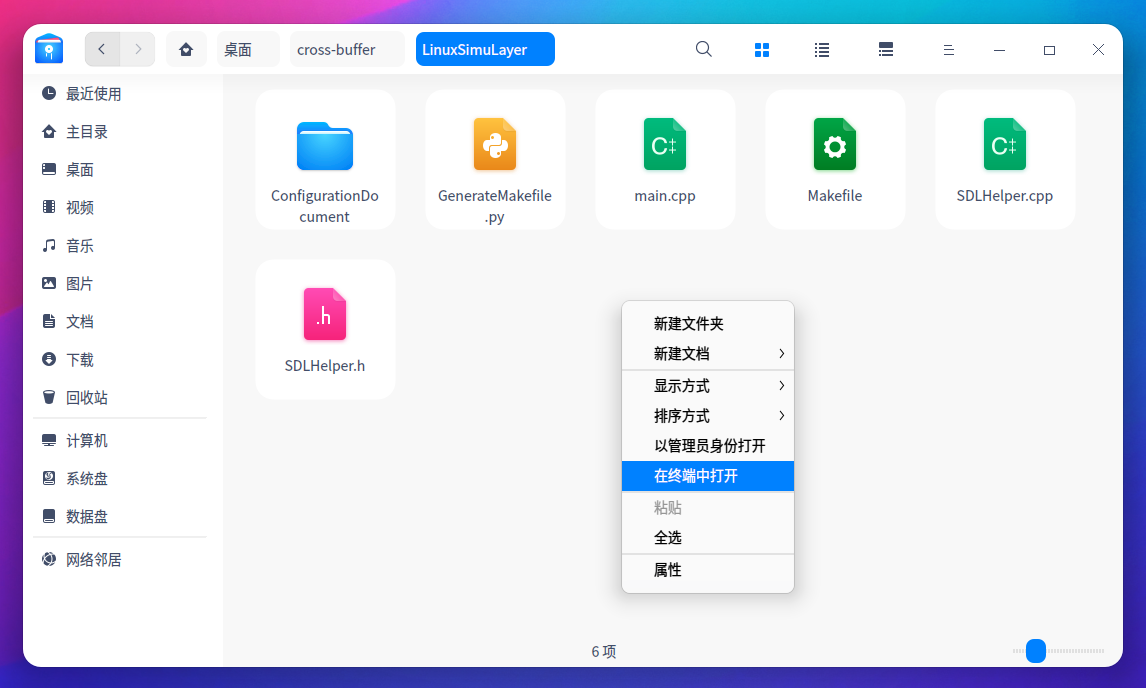 桌面
cross-buffer
LinuxSimuLayer
最近使用
主目录
桌面
视频
音乐
图片
文档
下载
回收站
计算机
系统盘
数据盘
网络邻居
ConfigurationDo
cument
GenerateMakefile
.py
C
main.cpp
Makefile
C
SDLHelper.cpp
.h
SDLHelper.h
新建文件夹
新建文档
显示方式
排序方式
以管理员身份打开
在终端中打开
粘贴
全选
属性
6 项